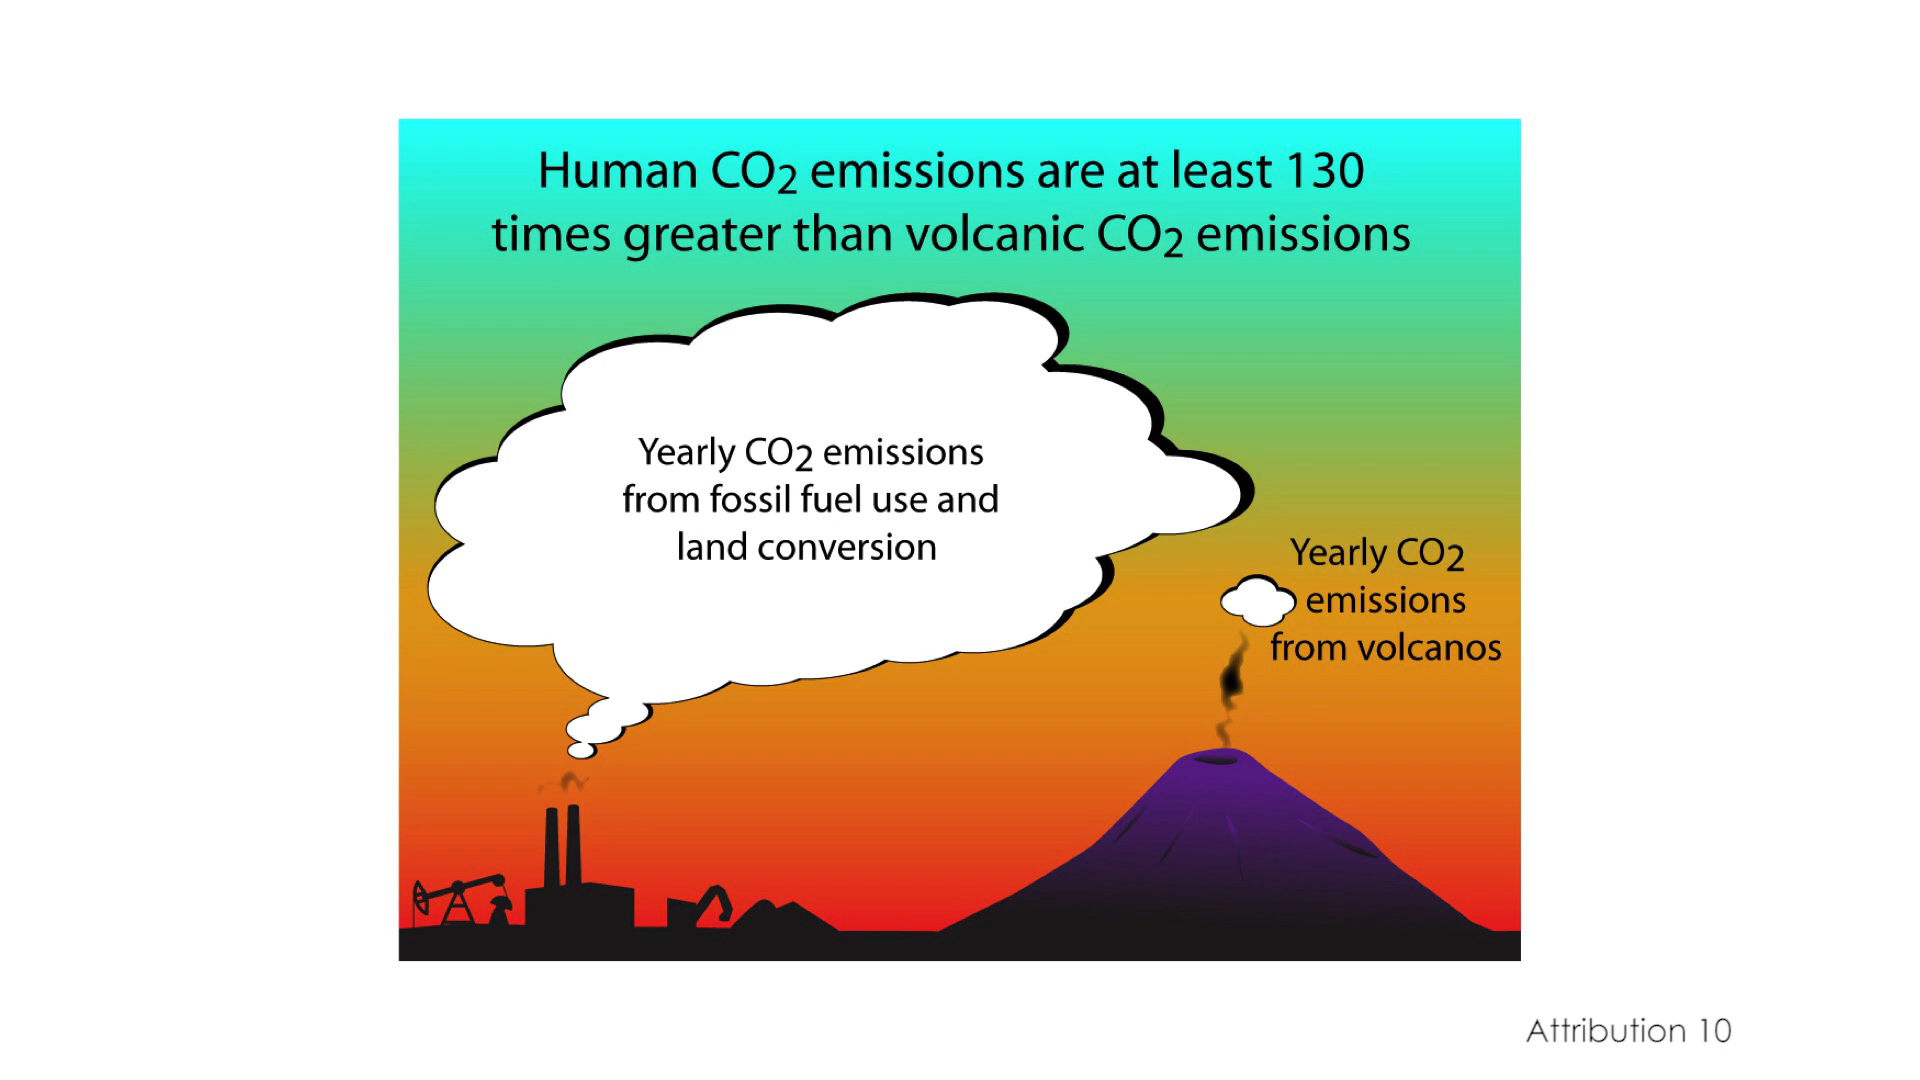 Human CO2 emissions are at least 130
times greater than volcanic CO2 emissions
Yearly CO2 emissions
from fossil fuel use and
land conversion
Yearly CO2
emissions
from volcanos
Attribution 10